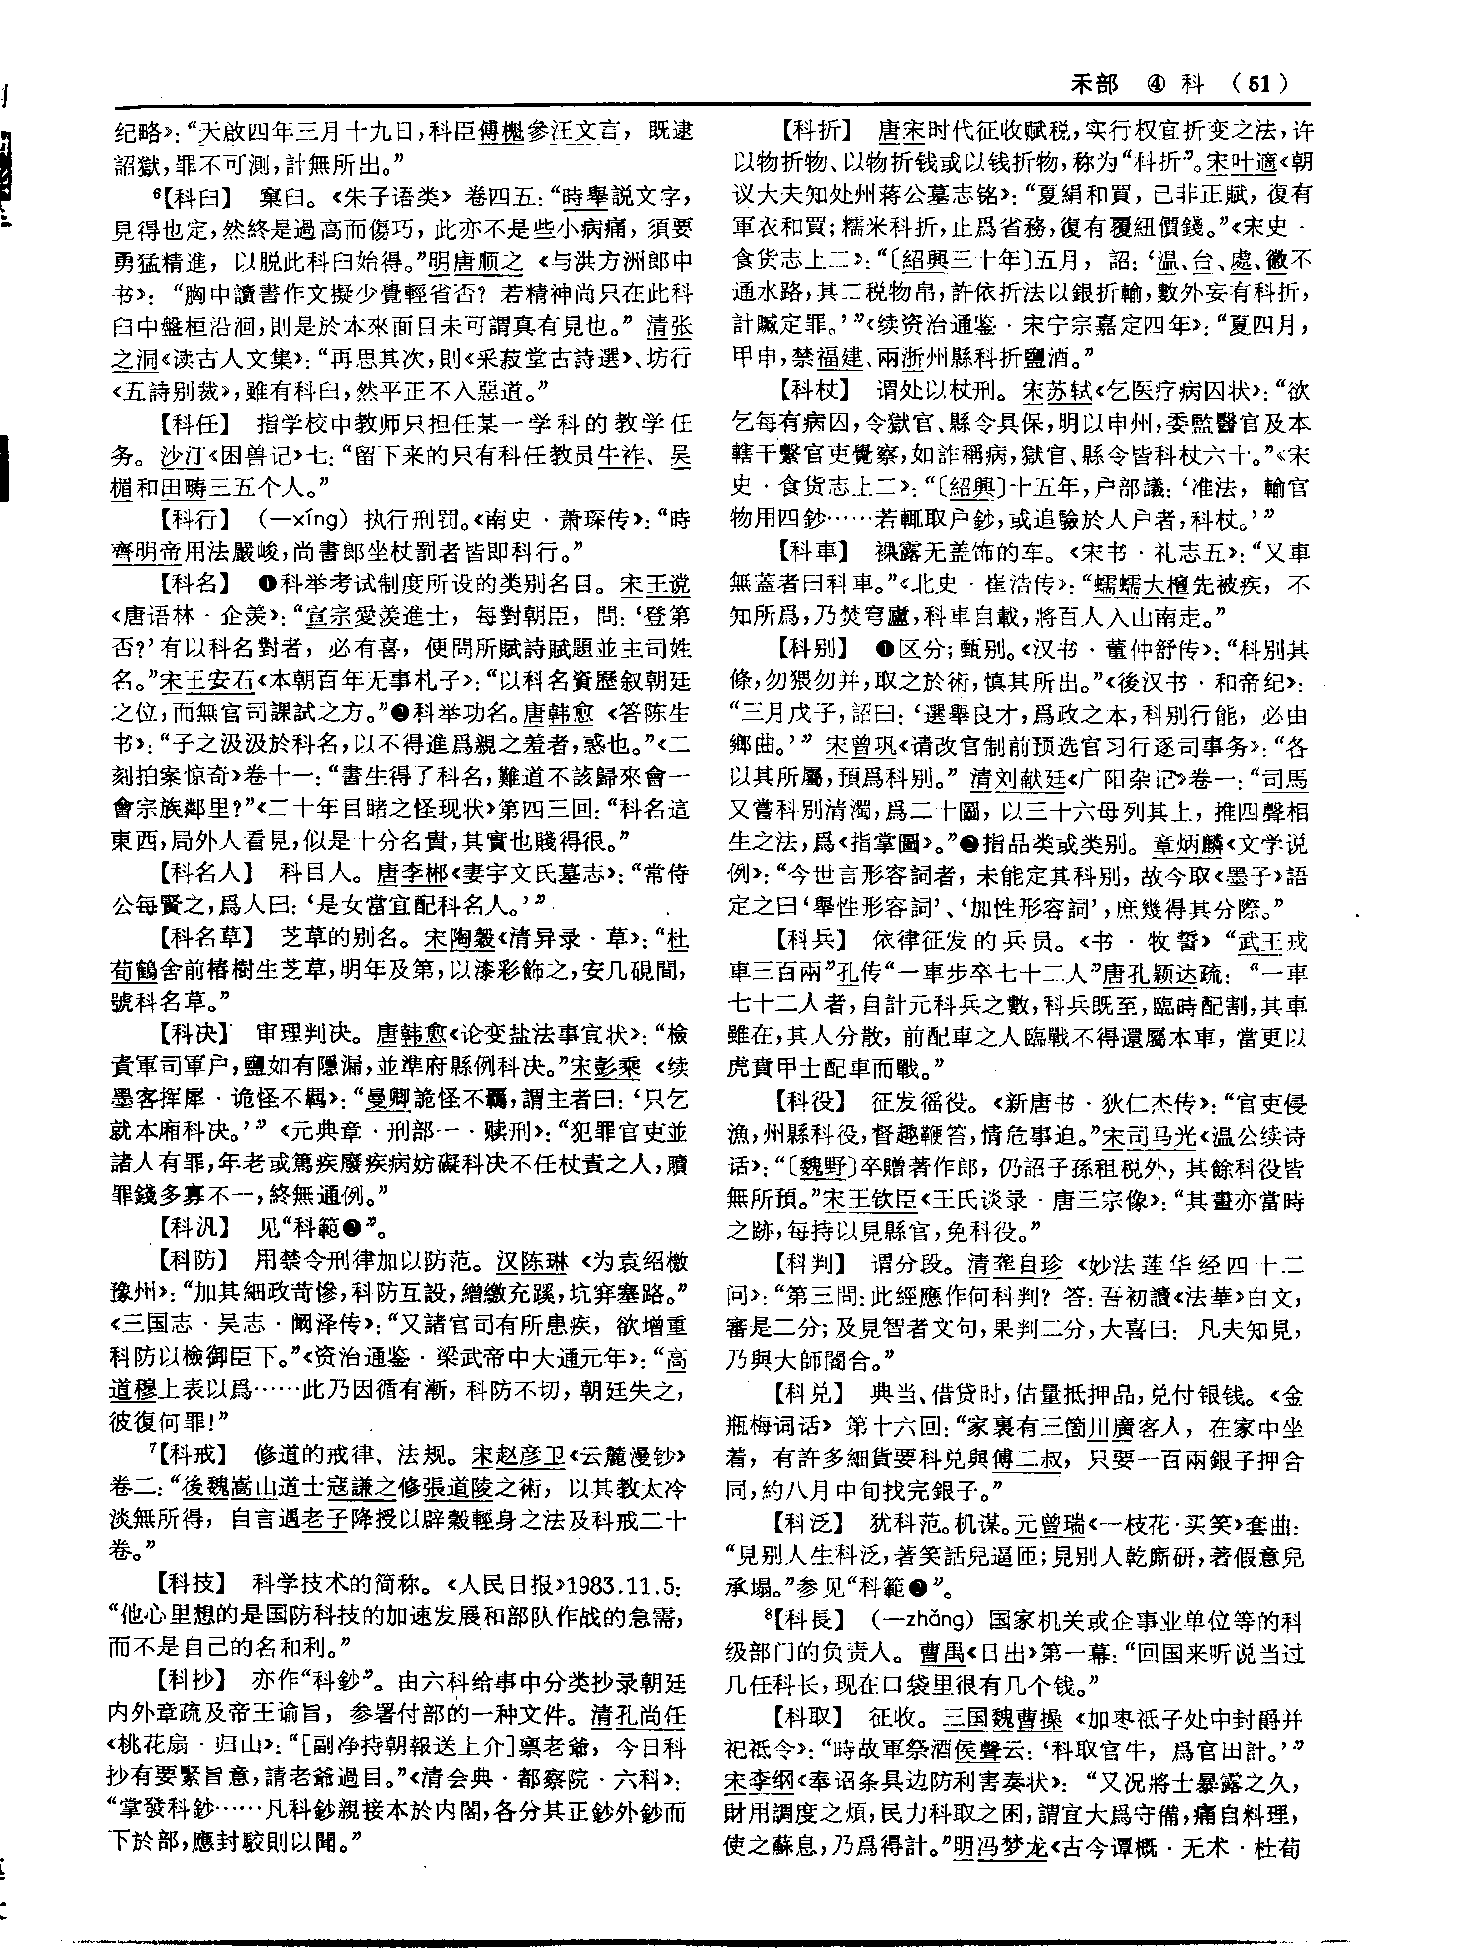 禾部 ④ 科 （51）
纪略》：“天啟四年三月十九日，科臣傅櫆參汪文言，既逮
詔獄，罪不可測，計無所出。”
⁶【科臼】 窠臼。《朱子语类》卷四五：“時舉説文字，
見得也定，然終是過高而傷巧，此亦不是些小病痛，須要
勇猛精進，以脱此科臼始得。”明唐顺之《与洪方洲郎中
书》：“胸中讀書作文擬少覺輕省否？若精神尚只在此科
臼中盤桓沿洄，則是於本來面目未可謂真有見也。”清张
之洞《读古人文集》：“再思其次，則《采菽堂古詩選》、坊行
《五詩别裁》，雖有科臼，然平正不入惡道。”
【科任】 指学校中教师只担任某一学科的教学任
务。沙汀《困兽记》七：“留下来的只有科任教员牛祚、吴
楣和田畴三五个人。”
【科行】 （—xíng）执行刑罚。《南史·萧琛传》：“時
齊明帝用法嚴峻，尚書郎坐杖罰者皆即科行。”
【科名】 ❶科举考试制度所设的类别名目。宋王谠
《唐语林·企羡》：“宣宗愛羡進士，每對朝臣，問：‘登第
否？’有以科名對者，必有喜，便問所賦詩賦題並主司姓
名。”宋王安石《本朝百年无事札子》：“以科名資歷叙朝廷
之位，而無官司課試之方。”❷科举功名。唐韩愈《答陈生
书》：“子之汲汲於科名，以不得進爲親之羞者，惑也。”《二
刻拍案惊奇》卷十一：“書生得了科名，難道不該歸來會一
會宗族鄰里？”《二十年目睹之怪现状》第四三回：“科名這
東西，局外人看見，似是十分名貴，其實也賤得很。”
【科名人】 科目人。唐李郴《妻宇文氏墓志》：“常侍
公每賢之，爲人曰：‘是女當宜配科名人。’”
【科名草】 芝草的别名。宋陶穀《清异录·草》：“杜
荀鶴舍前椿樹生芝草，明年及第，以漆彩飾之，安几硯間，
號科名草。”
【科决】 审理判决。唐韩愈《论变盐法事宜状》：“檢
責軍司軍户，鹽如有隱漏，並準府縣例科决。”宋彭乘《续
墨客挥犀·诡怪不羁》：“曼卿詭怪不羈，謂主者曰：‘只乞
就本廂科决。’”《元典章·刑部一·赎刑》：“犯罪官吏並
諸人有罪，年老或篤疾廢疾病妨礙科决不任杖責之人，贖
罪錢多寡不一，終無通例。”
【科汎】 见“科範❷”。
【科防】 用禁令刑律加以防范。汉陈琳《为袁绍檄
豫州》：“加其細政苛慘，科防互設，繒繳充蹊，坑穽塞路。”
《三国志·吴志·阚泽传》：“又諸官司有所患疾，欲增重
科防以檢御臣下。”《资治通鉴·梁武帝中大通元年》：“高
道穆上表以爲……此乃因循有漸，科防不切，朝廷失之，
彼復何罪！”
⁷【科戒】 修道的戒律、法规。宋赵彦卫《云麓漫钞》
卷二：“後魏嵩山道士寇謙之修張道陵之術，以其教太冷
淡無所得，自言遇老子降授以辟穀輕身之法及科戒二十
卷。”
【科技】 科学技术的简称。《人民日报》1983.11.5：
“他心里想的是国防科技的加速发展和部队作战的急需，
而不是自己的名和利。”
【科抄】 亦作“科鈔”。由六科给事中分类抄录朝廷
内外章疏及帝王谕旨，参署付部的一种文件。清孔尚任
《桃花扇·归山》：“［副净持朝報送上介］禀老爺，今日科
抄有要緊旨意，請老爺過目。”《清会典·都察院·六科》：
“掌發科鈔……凡科鈔親接本於内閣，各分其正鈔外鈔而
下於部，應封駁則以聞。”
【科折】 唐宋时代征收赋税，实行权宜折变之法，许
以物折物、以物折钱或以钱折物，称为“科折”。宋叶適《朝
议大夫知处州蒋公墓志铭》：“夏絹和買，已非正賦，復有
軍衣和買；糯米科折，止爲省務，復有覆紐價錢。”《宋史·
食货志上二》：“〔紹興三十年〕五月，詔：‘温、台、處、徽不
通水路，其二税物帛，許依折法以銀折輸，數外妄有科折，
計贓定罪。’”《续资治通鉴·宋宁宗嘉定四年》：“夏四月，
甲申，禁福建、兩浙州縣科折鹽酒。”
【科杖】 谓处以杖刑。宋苏轼《乞医疗病囚状》：“欲
乞每有病囚，令獄官、縣令具保，明以申州，委監醫官及本
轄干繫官吏覺察，如詐稱病，獄官、縣令皆科杖六十。”《宋
史·食货志上二》：“〔紹興〕十五年，户部議：‘准法，輸官
物用四鈔……若輒取户鈔，或追驗於人户者，科杖。’”
【科車】 裸露无盖饰的车。《宋书·礼志五》：“又車
無蓋者曰科車。”《北史·崔浩传》：“蠕蠕大檀先被疾，不
知所爲，乃焚穹廬，科車自載，將百人入山南走。”
【科别】 ❶区分；甄别。《汉书·董仲舒传》：“科别其
條，勿猥勿并，取之於術，慎其所出。”《後汉书·和帝纪》：
“三月戊子，詔曰：‘選舉良才，爲政之本，科别行能，必由
鄉曲。’”宋曾巩《请改官制前预选官习行逐司事务》：“各
以其所屬，預爲科别。”清刘献廷《广阳杂记》卷一：“司馬
又嘗科别清濁，爲二十圖，以三十六母列其上，推四聲相
生之法，爲《指掌圖》。”❷指品类或类别。章炳麟《文学说
例》：“今世言形容詞者，未能定其科别，故今取《墨子》語
定之曰‘舉性形容詞’、‘加性形容詞’，庶幾得其分際。”
【科兵】 依律征发的兵员。《书·牧誓》“武王戎
車三百兩”孔传“一車步卒七十二人”唐孔颖达疏：“一車
七十二人者，自計元科兵之數，科兵既至，臨時配割，其車
雖在，其人分散，前配車之人臨戰不得還屬本車，當更以
虎賁甲士配車而戰。”
【科役】 征发徭役。《新唐书·狄仁杰传》：“官吏侵
漁，州縣科役，督趣鞭笞，情危事迫。”宋司马光《温公续诗
话》：“〔魏野〕卒贈著作郎，仍詔子孫租税外，其餘科役皆
無所預。”宋王钦臣《王氏谈录·唐三宗像》：“其畫亦當時
之跡，每持以見縣官，免科役。”
【科判】 谓分段。清龚自珍《妙法莲华经四十二
问》：“第三問：此經應作何科判？答：吾初讀《法華》白文，
審是二分；及見智者文句，果判二分，大喜曰：凡夫知見，
乃與大師闇合。”
【科兑】 典当、借贷时，估量抵押品，兑付银钱。《金
瓶梅词话》第十六回：“家裏有三箇川廣客人，在家中坐
着，有許多細貨要科兑與傅二叔，只要一百兩銀子押合
同，約八月中旬找完銀子。”
【科泛】 犹科范。机谋。元曾瑞《一枝花·买笑》套曲：
“見别人生科泛，著笑話兒逼匝；見别人乾廝研，著假意兒
承塌。”参见“科範❷”。
⁸【科長】 （—zhǎng）国家机关或企事业单位等的科
级部门的负责人。曹禺《日出》第一幕：“回国来听说当过
几任科长，现在口袋里很有几个钱。”
【科取】 征收。三国魏曹操《加枣祗子处中封爵并
祀祗令》：“時故軍祭酒侯聲云：‘科取官牛，爲官田計。’”
宋李纲《奉诏条具边防利害奏状》：“又况將士暴露之久，
財用調度之煩，民力科取之困，謂宜大爲守備，痛自料理，
使之蘇息，乃爲得計。”明冯梦龙《古今谭概·无术·杜荀